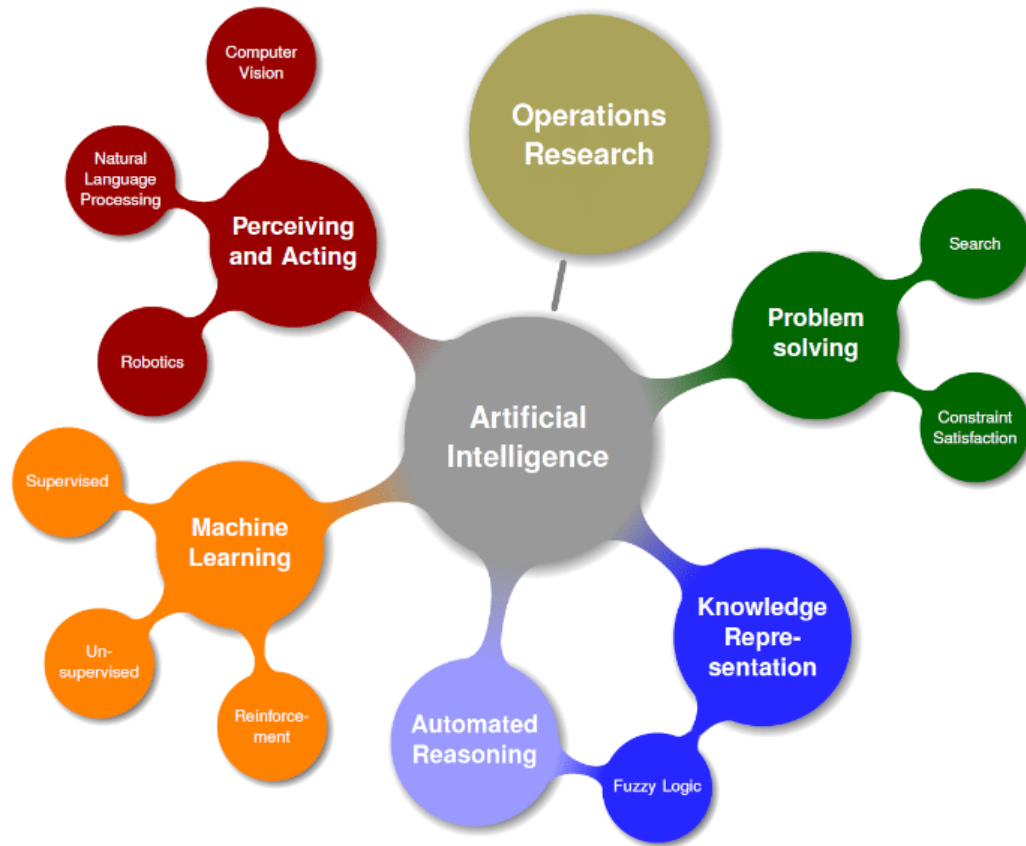 Computer
Vision
Operations
Research
Natural
Language
Processing
Perceiving
and Acting
Search
Robotics
Problem
solving
Artificial
Intelligence
Constraint
Satisfaction
Supervised
Machine
Learning
Knowledge
Repre-
sentation
Un-
supervised
Reinforce-
ment
Automated
Reasoning
Fuzzy Logic